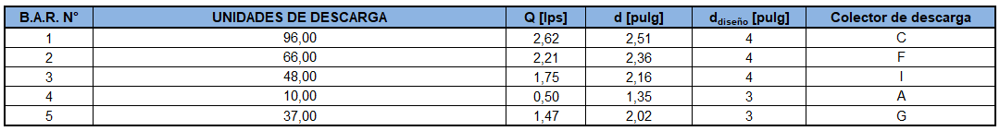 B.A.R. N° UNIDADES DE DESCARGA Q [lps] d [pulg] ddiseño [pulg] Colector de descarga
1 96,00 2,62 2,51 4 C
2 66,00 2,21 2,36 4 F
3 48,00 1,75 2,16 4 I
4 10,00 0,50 1,35 3 A
5 37,00 1,47 2,02 3 G